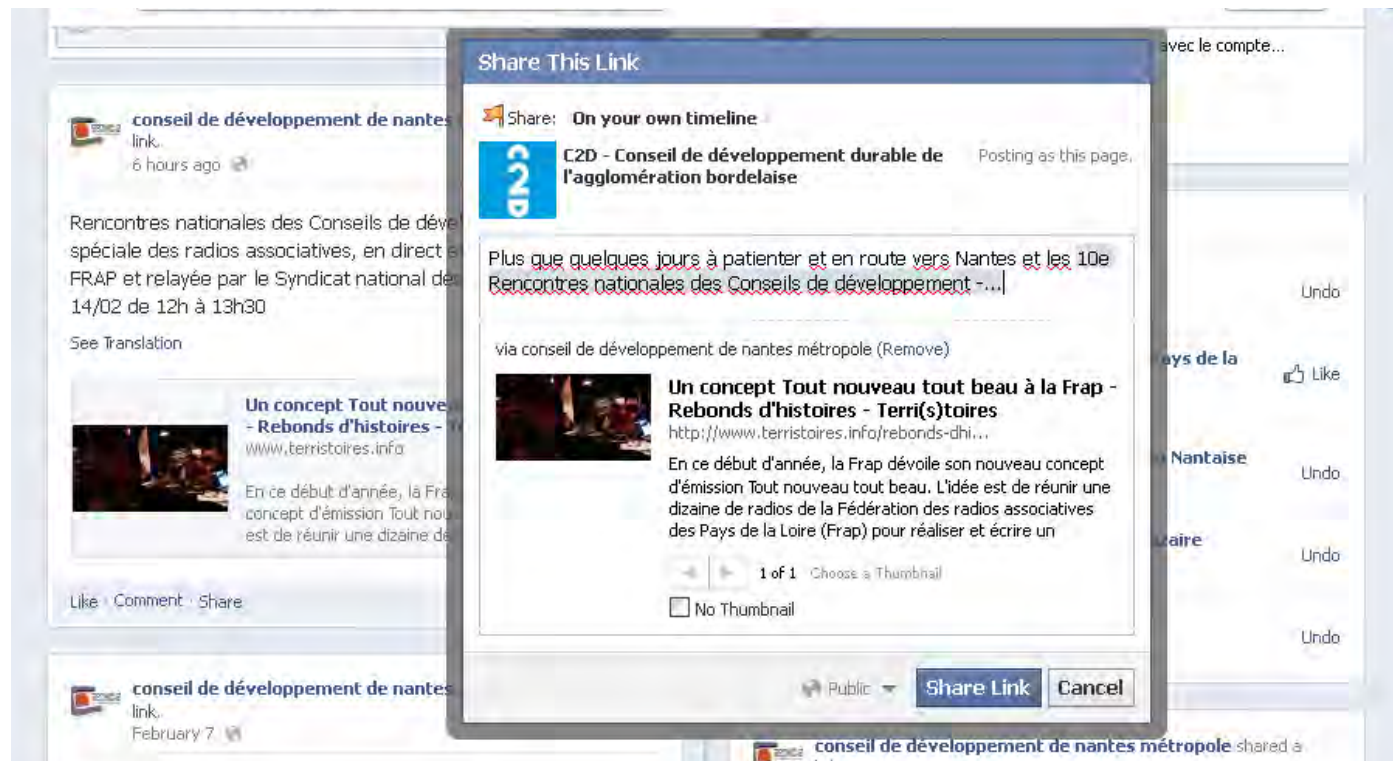 avec le compte...
conseil de développement de nantes
link.
6 hours ago
Rencontres nationales des Conseils de déve
spéciale des radios associatives, en direct e
FRAP et relayée par le Syndicat national des
14/02 de 12h à 13h30
See Translation
Un concept Tout nouve
- Rebonds d'histoires - T
www.terristoires.info
En ce début d'année, la Fra
concept d'émission Tout nou
est de réunir une dizaine de
Like · Comment · Share
conseil de développement de nantes
link.
February 7
Share This Link
Share: On your own timeline
C2D
C2D - Conseil de développement durable de
l'agglomération bordelaise
Posting as this page.
Plus que quelques jours à patienter et en route vers Nantes et les 10e
Rencontres nationales des Conseils de développement -...
via conseil de développement de nantes métropole (Remove)
Un concept Tout nouveau tout beau à la Frap -
Rebonds d'histoires - Terri(s)toires
http://www.terristoires.info/rebonds-dhi...
En ce début d'année, la Frap dévoile son nouveau concept
d'émission Tout nouveau tout beau. L'idée est de réunir une
dizaine de radios de la Fédération des radios associatives
des Pays de la Loire (Frap) pour réaliser et écrire un
1 of 1 Choose a Thumbnail
No Thumbnail
Public
Share Link
Cancel
Undo
ays de la
Like
Nantaise
Undo
zaire
Undo
Undo
conseil de développement de nantes métropole shared a